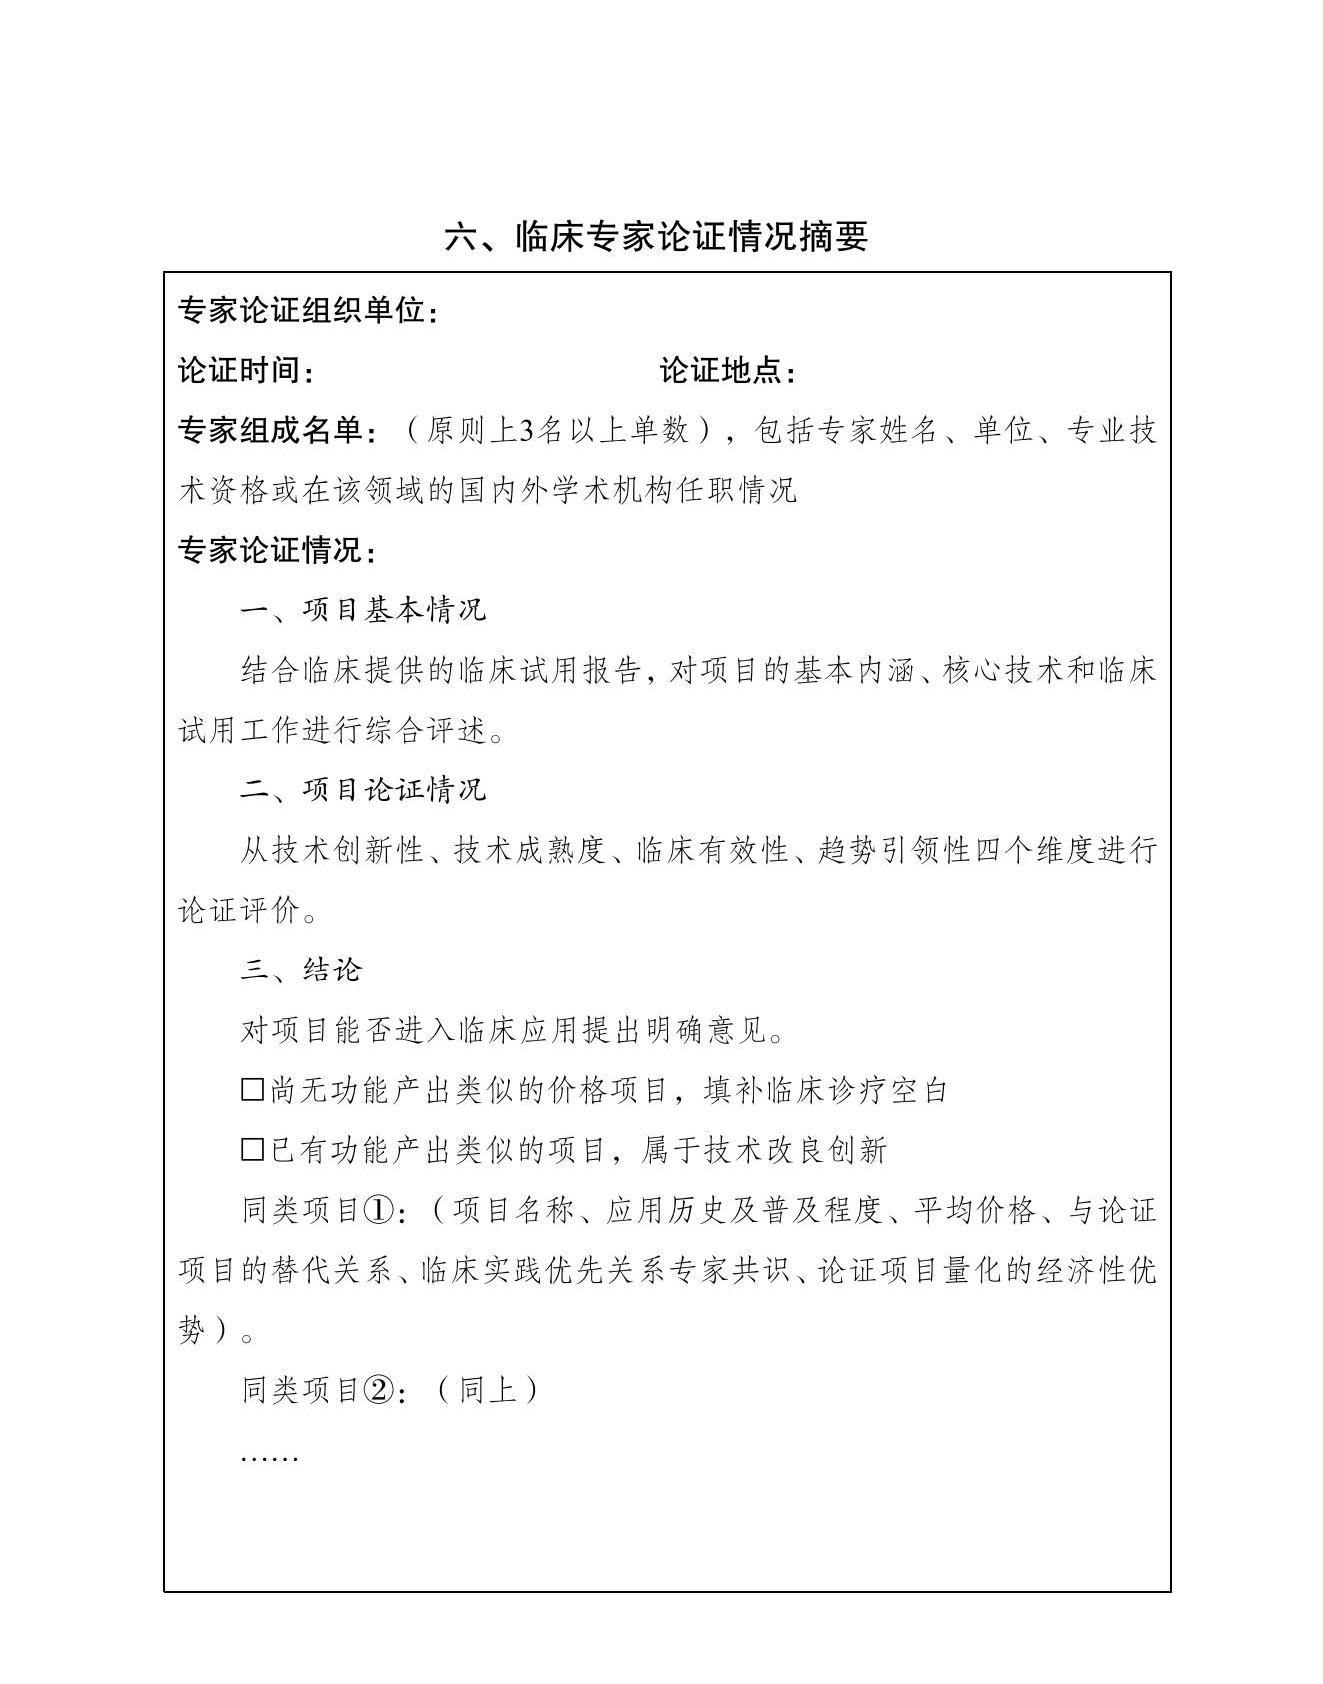 六、临床专家论证情况摘要
专家论证组织单位：
论证时间： 论证地点：
专家组成名单：（原则上3名以上单数），包括专家姓名、单位、专业技
术资格或在该领域的国内外学术机构任职情况
专家论证情况：
一、项目基本情况
结合临床提供的临床试用报告，对项目的基本内涵、核心技术和临床
试用工作进行综合评述。
二、项目论证情况
从技术创新性、技术成熟度、临床有效性、趋势引领性四个维度进行
论证评价。
三、结论
对项目能否进入临床应用提出明确意见。
□尚无功能产出类似的价格项目，填补临床诊疗空白
□已有功能产出类似的项目，属于技术改良创新
同类项目①：（项目名称、应用历史及普及程度、平均价格、与论证
项目的替代关系、临床实践优先关系专家共识、论证项目量化的经济性优
势）。
同类项目②：（同上）
……